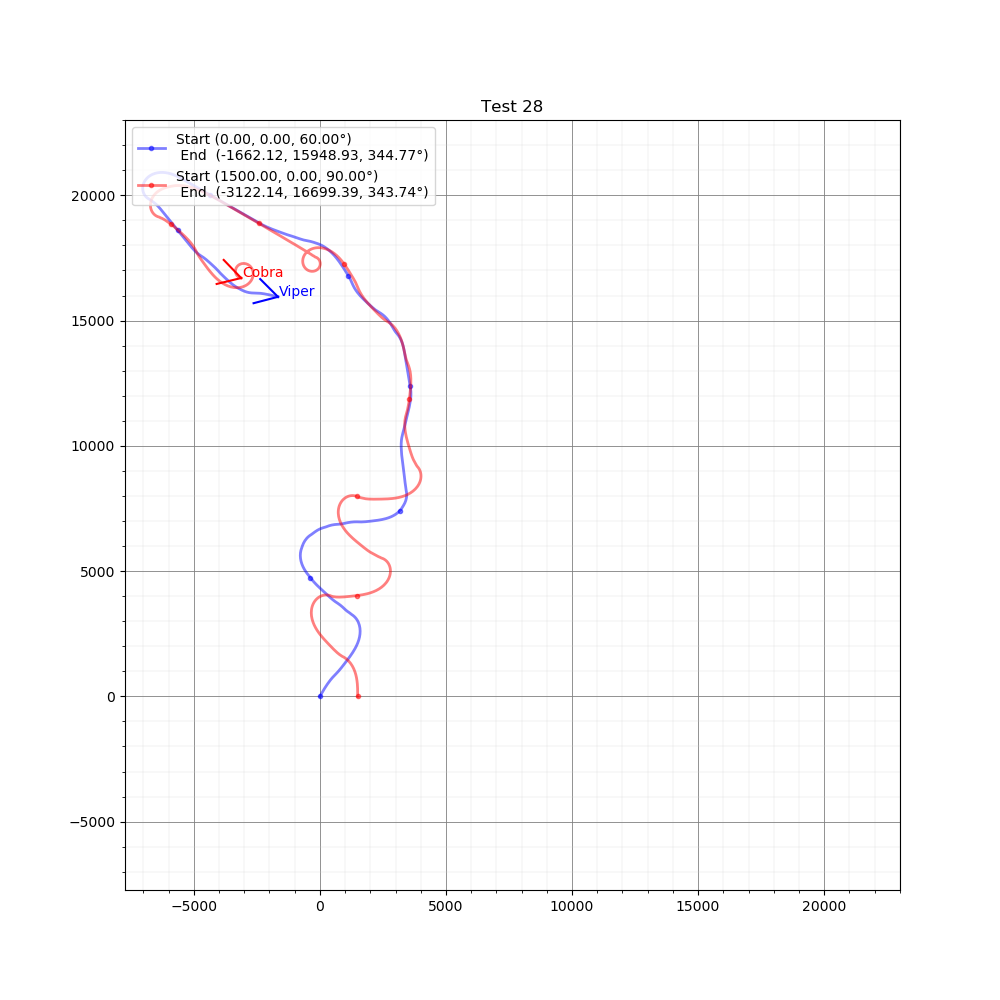 Test 28
Start (0.00, 0.00, 60.00°)
End (-1662.12, 15948.93, 344.77°)
Start (1500.00, 0.00, 90.00°)
End (-3122.14, 16699.39, 343.74°)
20000
Cobra
Viper
15000
10000
5000
0
−5000
−5000 0 5000 10000 15000 20000